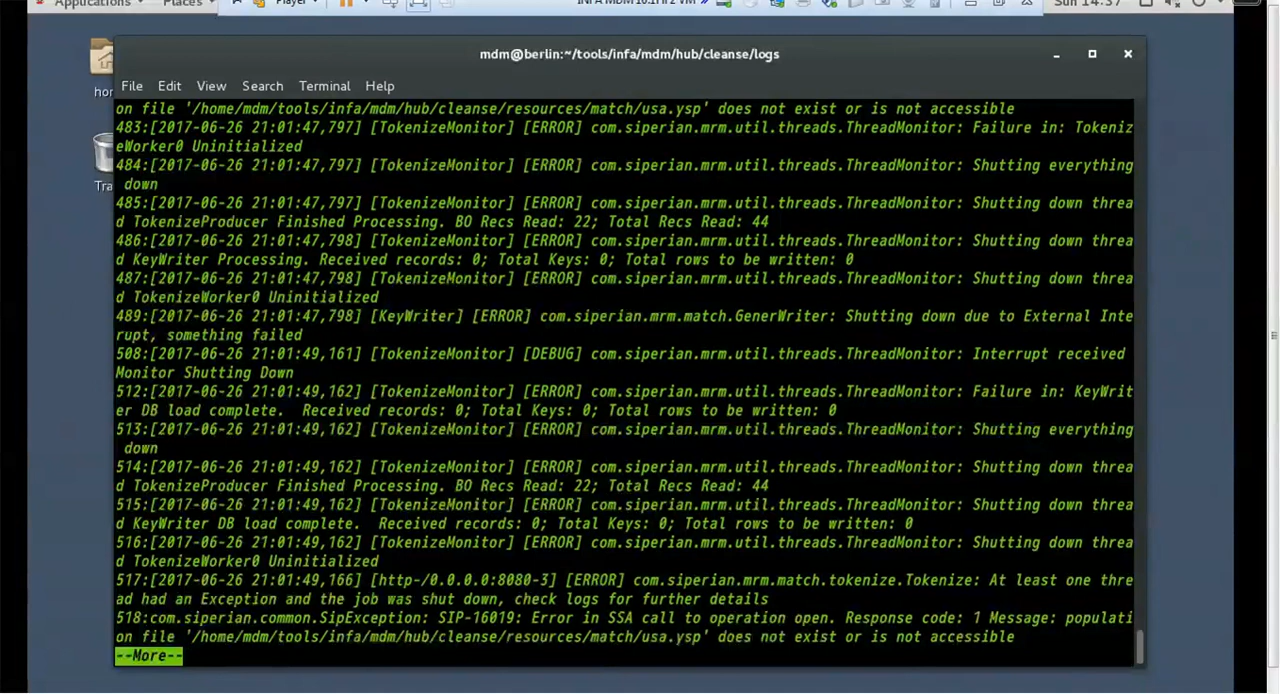 Applications
Places
Player
INFA MDM 10.1HF2 VM
Sun 14:37
mdm@berlin:~/tools/infa/mdm/hub/cleanse/logs
File Edit View Search Terminal Help
on file '/home/mdm/tools/infa/mdm/hub/cleanse/resources/match/usa.ysp' does not exist or is not accessible
483:[2017-06-26 21:01:47,797] [TokenizeMonitor] [ERROR] com.siperian.mrm.util.threads.ThreadMonitor: Failure in: Tokeniz
eWorker0 Uninitialized
484:[2017-06-26 21:01:47,797] [TokenizeMonitor] [ERROR] com.siperian.mrm.util.threads.ThreadMonitor: Shutting everything
down
485:[2017-06-26 21:01:47,797] [TokenizeMonitor] [ERROR] com.siperian.mrm.util.threads.ThreadMonitor: Shutting down threa
d TokenizeProducer Finished Processing. BO Recs Read: 22; Total Recs Read: 44
486:[2017-06-26 21:01:47,798] [TokenizeMonitor] [ERROR] com.siperian.mrm.util.threads.ThreadMonitor: Shutting down threa
d KeyWriter Processing. Received records: 0; Total Keys: 0; Total rows to be written: 0
487:[2017-06-26 21:01:47,798] [TokenizeMonitor] [ERROR] com.siperian.mrm.util.threads.ThreadMonitor: Shutting down threa
d TokenizeWorker0 Uninitialized
489:[2017-06-26 21:01:47,798] [KeyWriter] [ERROR] com.siperian.mrm.match.GenerWriter: Shutting down due to External Inte
rupt, something failed
508:[2017-06-26 21:01:49,161] [TokenizeMonitor] [DEBUG] com.siperian.mrm.util.threads.ThreadMonitor: Interrupt received
Monitor Shutting Down
512:[2017-06-26 21:01:49,162] [TokenizeMonitor] [ERROR] com.siperian.mrm.util.threads.ThreadMonitor: Failure in: KeyWrit
er DB load complete.  Received records: 0; Total Keys: 0; Total rows to be written: 0
513:[2017-06-26 21:01:49,162] [TokenizeMonitor] [ERROR] com.siperian.mrm.util.threads.ThreadMonitor: Shutting everything
down
514:[2017-06-26 21:01:49,162] [TokenizeMonitor] [ERROR] com.siperian.mrm.util.threads.ThreadMonitor: Shutting down threa
d TokenizeProducer Finished Processing. BO Recs Read: 22; Total Recs Read: 44
515:[2017-06-26 21:01:49,162] [TokenizeMonitor] [ERROR] com.siperian.mrm.util.threads.ThreadMonitor: Shutting down threa
d KeyWriter DB load complete.  Received records: 0; Total Keys: 0; Total rows to be written: 0
516:[2017-06-26 21:01:49,162] [TokenizeMonitor] [ERROR] com.siperian.mrm.util.threads.ThreadMonitor: Shutting down threa
d TokenizeWorker0 Uninitialized
517:[2017-06-26 21:01:49,166] [http-/0.0.0.0:8080-3] [ERROR] com.siperian.mrm.match.tokenize.Tokenize: At least one thre
ad had an Exception and the job was shut down, check logs for further details
518:com.siperian.common.SipException: SIP-16019: Error in SSA call to operation open. Response code: 1 Message: populati
on file '/home/mdm/tools/infa/mdm/hub/cleanse/resources/match/usa.ysp' does not exist or is not accessible
--More--
hor
Tra